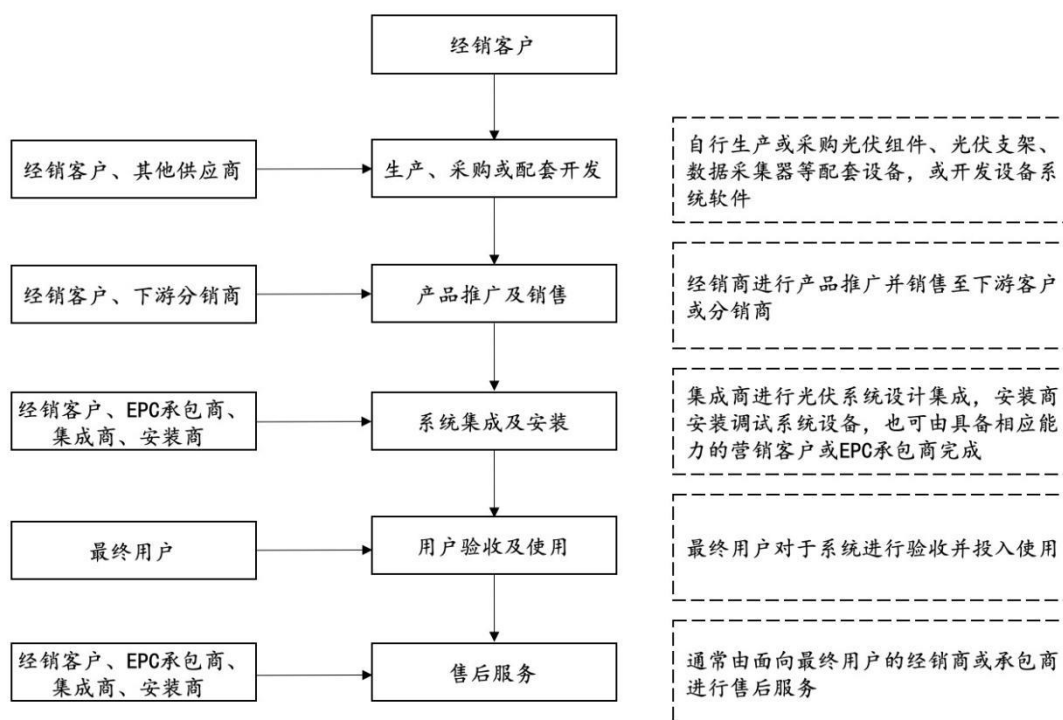 经销客户
经销客户、其他供应商
生产、采购或配套开发
自行生产或采购光伏组件、光伏支架、
数据采集器等配套设备，或开发设备系
统软件
经销客户、下游分销商
产品推广及销售
经销商进行产品推广并销售至下游客户
或分销商
经销客户、EPC承包商、
集成商、安装商
系统集成及安装
集成商进行光伏系统设计集成，安装商
安装调试系统设备，也可由具备相应能
力的营销客户或EPC承包商完成
最终用户
用户验收及使用
最终用户对于系统进行验收并投入使用
经销客户、EPC承包商、
集成商、安装商
售后服务
通常由面向最终用户的经销商或承包商
进行售后服务